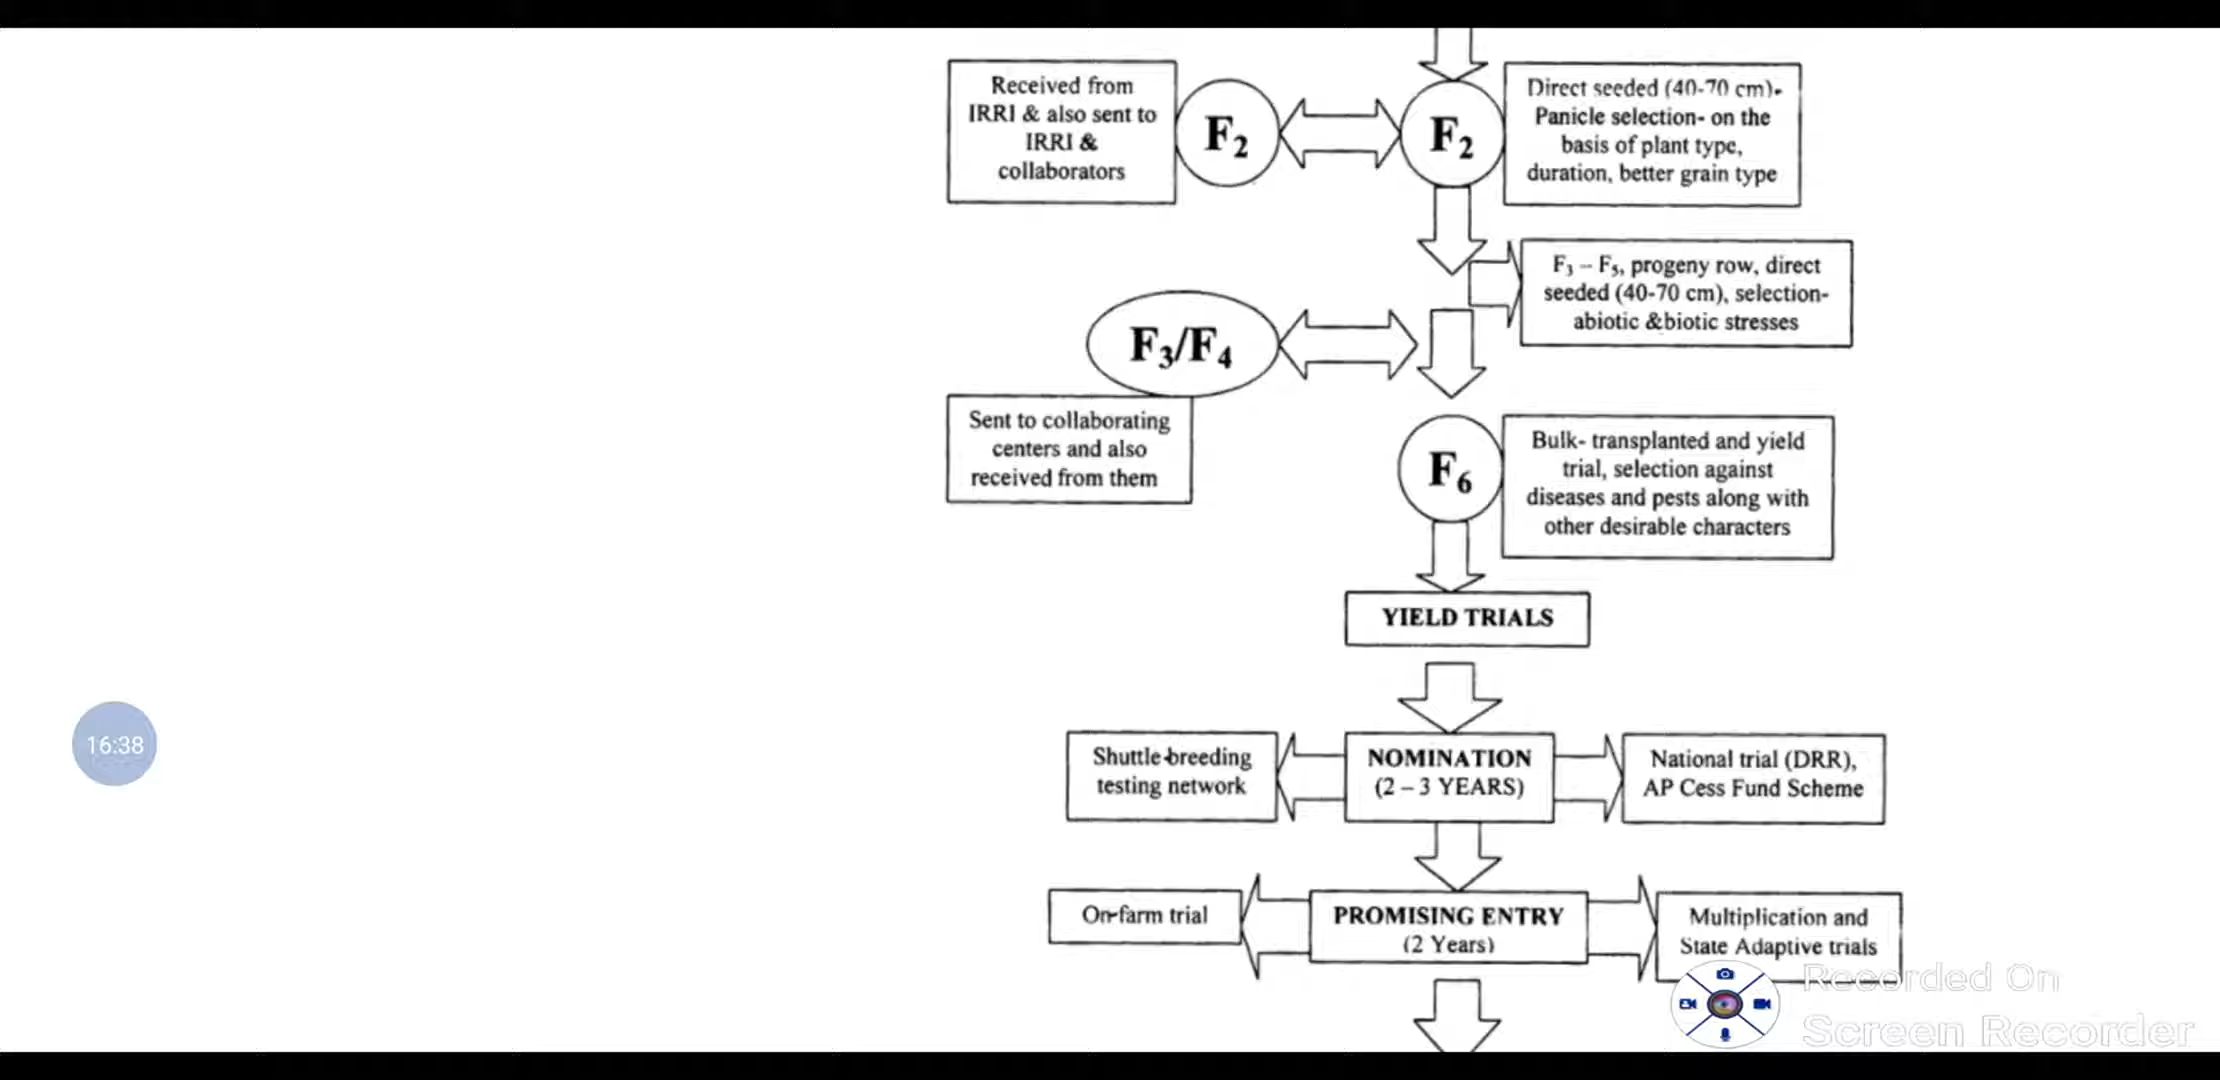 Received from
IRRI & also sent to
IRRI &
collaborators
F2
F2
Direct seeded (40-70 cm)-
Panicle selection- on the
basis of plant type,
duration, better grain type
F3 – F5, progeny row, direct
seeded (40-70 cm), selection-
abiotic &biotic stresses
F3/F4
Sent to collaborating
centers and also
received from them
F6
Bulk- transplanted and yield
trial, selection against
diseases and pests along with
other desirable characters
YIELD TRIALS
Shuttle-breeding
testing network
NOMINATION
(2 – 3 YEARS)
National trial (DRR),
AP Cess Fund Scheme
On-farm trial
PROMISING ENTRY
(2 Years)
Multiplication and
State Adaptive trials
16:38
Recorded On
Screen Recorder